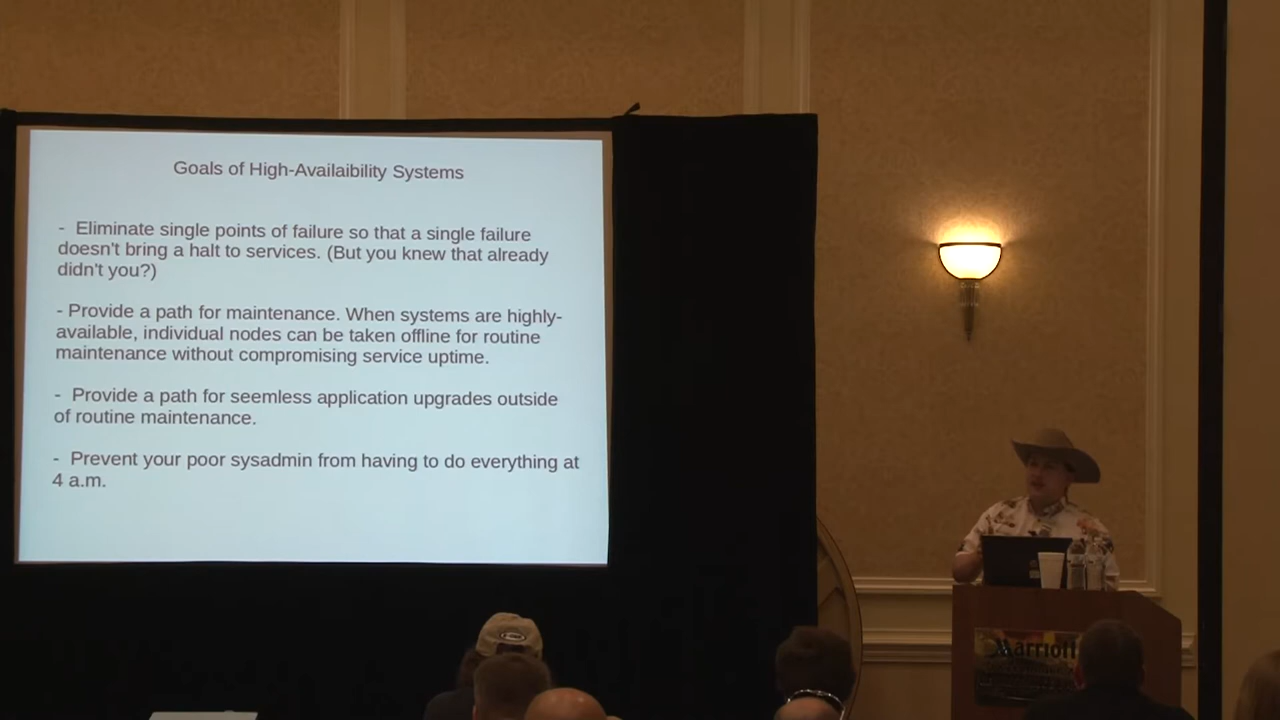 Goals of High-Availaibility Systems
- Eliminate single points of failure so that a single failure
doesn't bring a halt to services. (But you knew that already
didn't you?)
- Provide a path for maintenance. When systems are highly-
available, individual nodes can be taken offline for routine
maintenance without compromising service uptime.
- Provide a path for seemless application upgrades outside
of routine maintenance.
- Prevent your poor sysadmin from having to do everything at
4 a.m.
Marriott